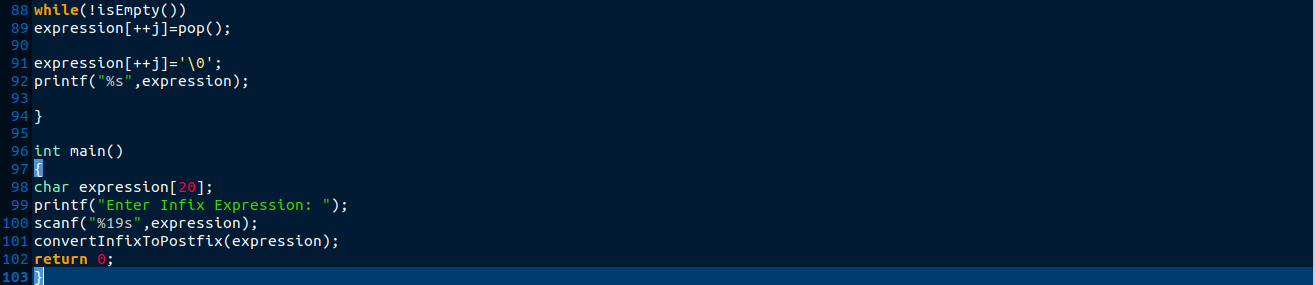 88 while(!isEmpty())
89 expression[++j]=pop();
90
91 expression[++j]='\0';
92 printf("%s",expression);
93
94 }
95
96 int main()
97 {
98 char expression[20];
99 printf("Enter Infix Expression: ");
100 scanf("%19s",expression);
101 convertInfixToPostfix(expression);
102 return 0;
103 }